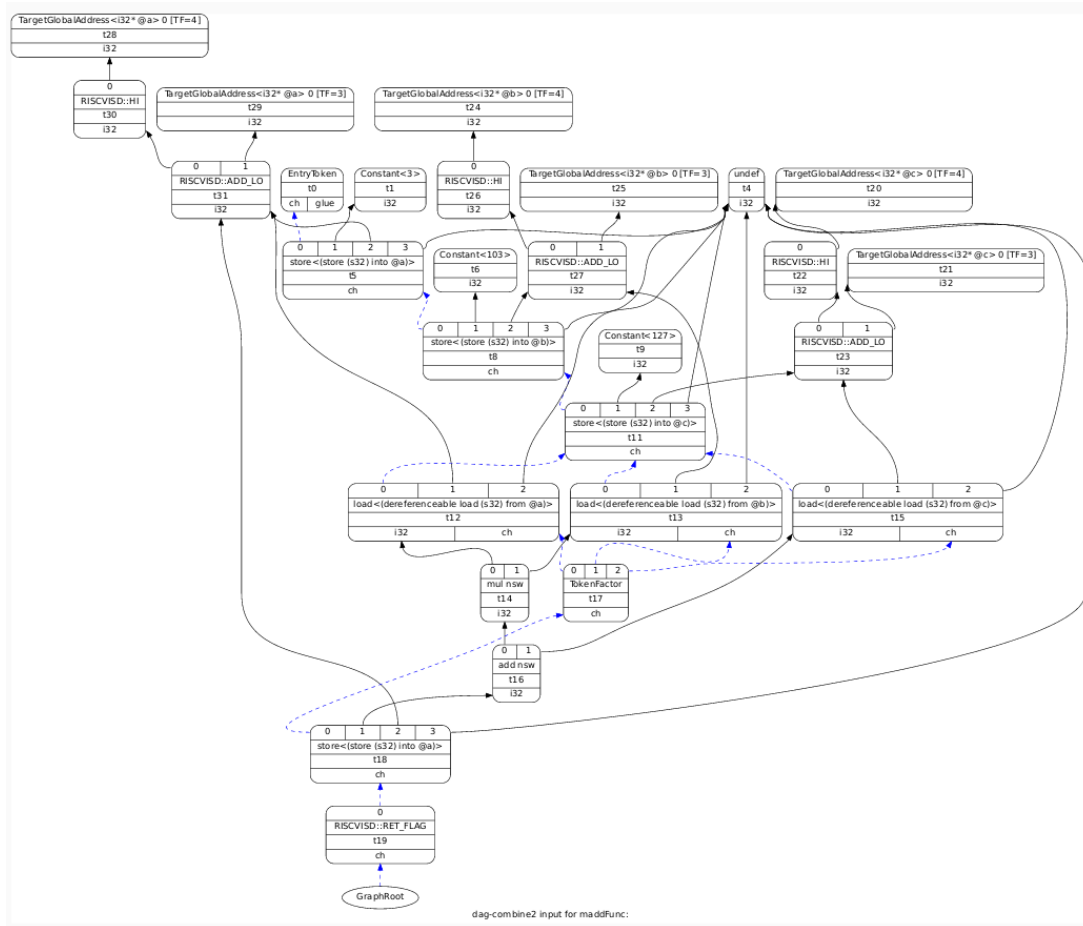 TargetGlobalAddress<i32* @a> 0 [TF=4]
t28
i32
0
RISCVISD::HI
t30
i32
TargetGlobalAddress<i32* @a> 0 [TF=3]
t29
i32
TargetGlobalAddress<i32* @b> 0 [TF=4]
t24
i32
0 1
RISCVISD::ADD_LO
t31
i32
EntryToken
t0
ch glue
Constant<3>
t1
i32
0
RISCVISD::HI
t26
i32
TargetGlobalAddress<i32* @b> 0 [TF=3]
t25
i32
undef
t4
i32
TargetGlobalAddress<i32* @c> 0 [TF=4]
t20
i32
0 1 2 3
store<(store (s32) into @a)>
t5
ch
Constant<103>
t6
i32
0 1
RISCVISD::ADD_LO
t27
i32
0
RISCVISD::HI
t22
i32
TargetGlobalAddress<i32* @c> 0 [TF=3]
t21
i32
0 1 2 3
store<(store (s32) into @b)>
t8
ch
Constant<127>
t9
i32
0 1
RISCVISD::ADD_LO
t23
i32
0 1 2 3
store<(store (s32) into @c)>
t11
ch
0 1 2
load<(dereferenceable load (s32) from @a)>
t12
i32 ch
0 1 2
load<(dereferenceable load (s32) from @b)>
t13
i32 ch
0 1 2
load<(dereferenceable load (s32) from @c)>
t15
i32 ch
0 1
mul nsw
t14
i32
0 1 2
TokenFactor
t17
ch
0 1
add nsw
t16
i32
0 1 2 3
store<(store (s32) into @a)>
t18
ch
0
RISCVISD::RET_FLAG
t19
ch
GraphRoot
dag-combine2 input for maddFunc: